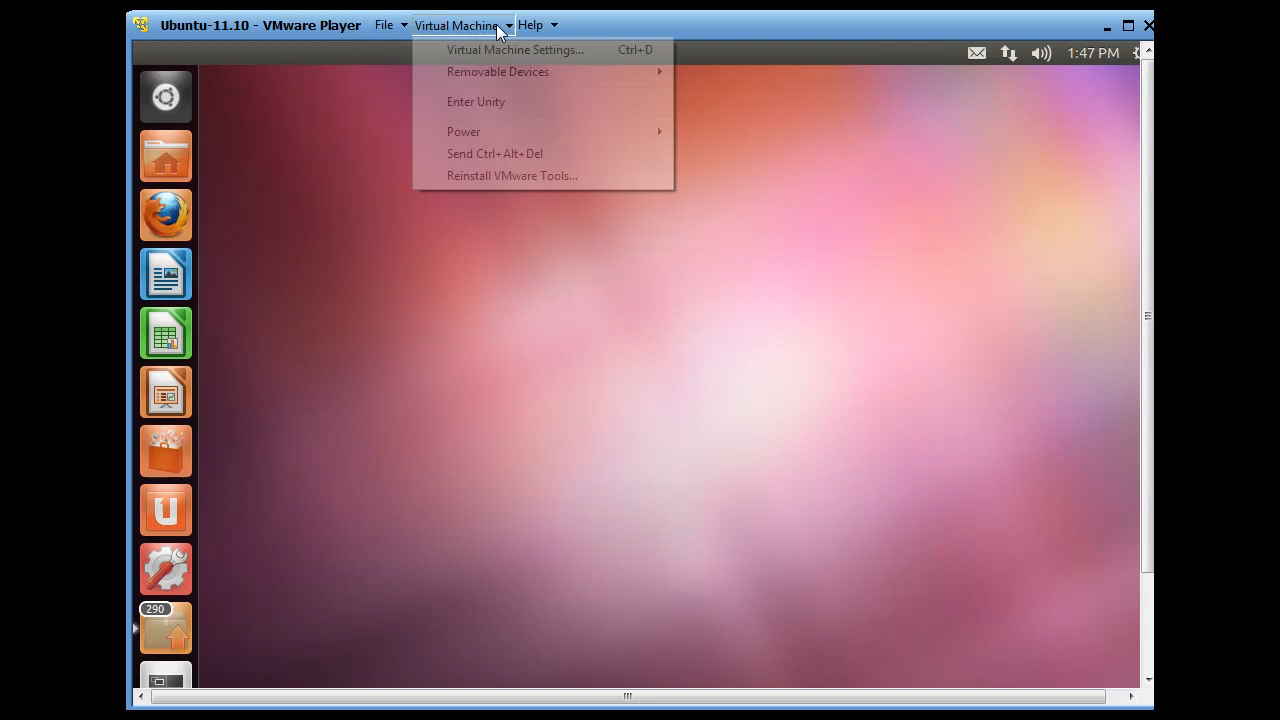 Ubuntu-11.10 - VMware Player File Virtual Machine Help
1:47 PM
Virtual Machine Settings... Ctrl+D
Removable Devices
Enter Unity
Power
Send Ctrl+Alt+Del
Reinstall VMware Tools...
290